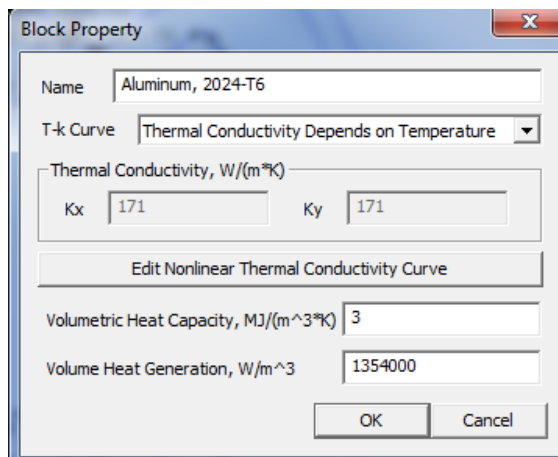 Block Property
Name Aluminum, 2024-T6
T-k Curve Thermal Conductivity Depends on Temperature
Thermal Conductivity, W/(m*K)
Kx 171 Ky 171
Edit Nonlinear Thermal Conductivity Curve
Volumetric Heat Capacity, MJ/(m^3*K) 3
Volume Heat Generation, W/m^3 1354000
OK Cancel